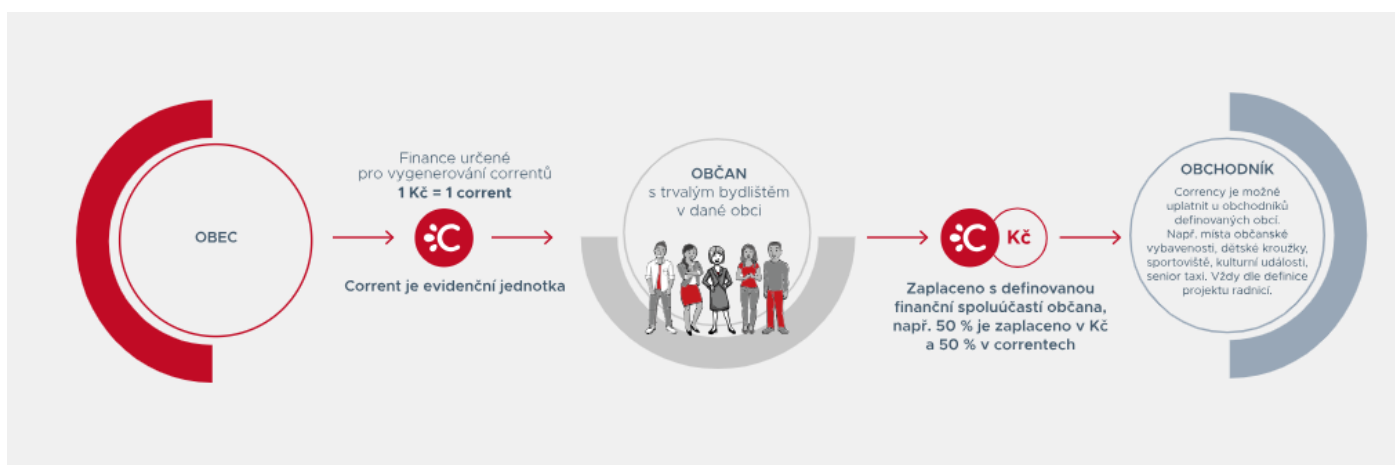 OBEC
Finance určené
pro vygenerování correntů
1 Kč = 1 corrent
C
Corrent je evidenční jednotka
OBČAN
s trvalým bydlištěm
v dané obci
C Kč
Zaplaceno s definovanou
finanční spoluúčastí občana,
např. 50 % je zaplaceno v Kč
a 50 % v correntech
OBCHODNÍK
Corrency je možné
uplatnit u obchodníků
definovaných obcí.
Např. místa občanské
vybavenosti, dětské kroužky,
sportoviště, kulturní události,
senior taxi. Vždy dle definice
projektu radnicí.